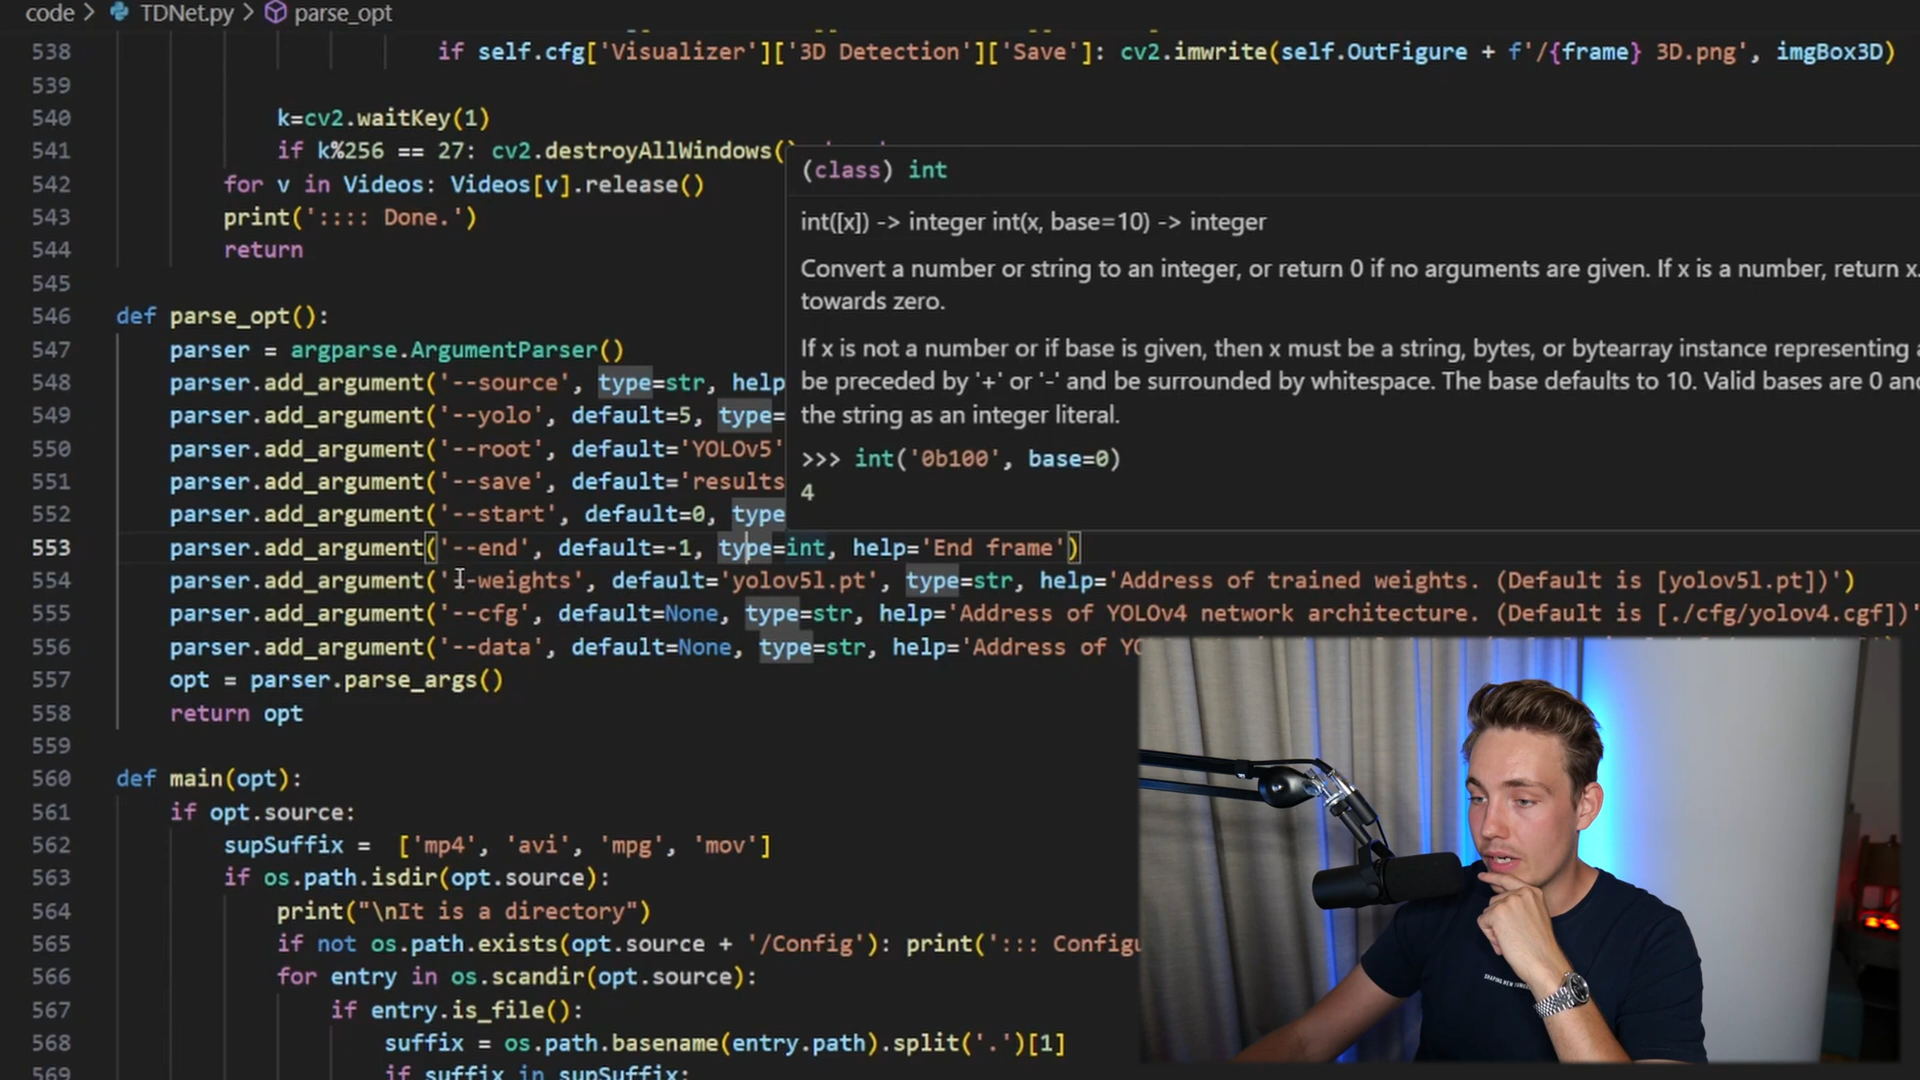 code > TDNet.py > parse_opt
538 if self.cfg['Visualizer']['3D Detection']['Save']: cv2.imwrite(self.OutFigure + f'/{frame} 3D.png', imgBox3D)
539
540 k=cv2.waitKey(1)
541 if k%256 == 27: cv2.destroyAllWindows()
542 for v in Videos: Videos[v].release()
543 print(':::: Done.')
544 return
545
546 def parse_opt():
547 parser = argparse.ArgumentParser()
548 parser.add_argument('--source', type=str, help
549 parser.add_argument('--yolo', default=5, type=
550 parser.add_argument('--root', default='YOLOv5'
551 parser.add_argument('--save', default='results
552 parser.add_argument('--start', default=0, type
553 parser.add_argument('--end', default=-1, type=int, help='End frame')
554 parser.add_argument('--weights', default='yolov5l.pt', type=str, help='Address of trained weights. (Default is [yolov5l.pt])')
555 parser.add_argument('--cfg', default=None, type=str, help='Address of YOLOv4 network architecture. (Default is [./cfg/yolov4.cgf])'
556 parser.add_argument('--data', default=None, type=str, help='Address of YO
557 opt = parser.parse_args()
558 return opt
559
560 def main(opt):
561 if opt.source:
562 supSuffix = ['mp4', 'avi', 'mpg', 'mov']
563 if os.path.isdir(opt.source):
564 print("\nIt is a directory")
565 if not os.path.exists(opt.source + '/Config'): print('::: Configu
566 for entry in os.scandir(opt.source):
567 if entry.is_file():
568 suffix = os.path.basename(entry.path).split('.')[1]
569 if suffix in supSuffix:
(class) int
int([x]) -> integer int(x, base=10) -> integer
Convert a number or string to an integer, or return 0 if no arguments are given. If x is a number, return x.
towards zero.
If x is not a number or if base is given, then x must be a string, bytes, or bytearray instance representing a
be preceded by '+' or '-' and be surrounded by whitespace. The base defaults to 10. Valid bases are 0 and
the string as an integer literal.
>>> int('0b100', base=0)
4